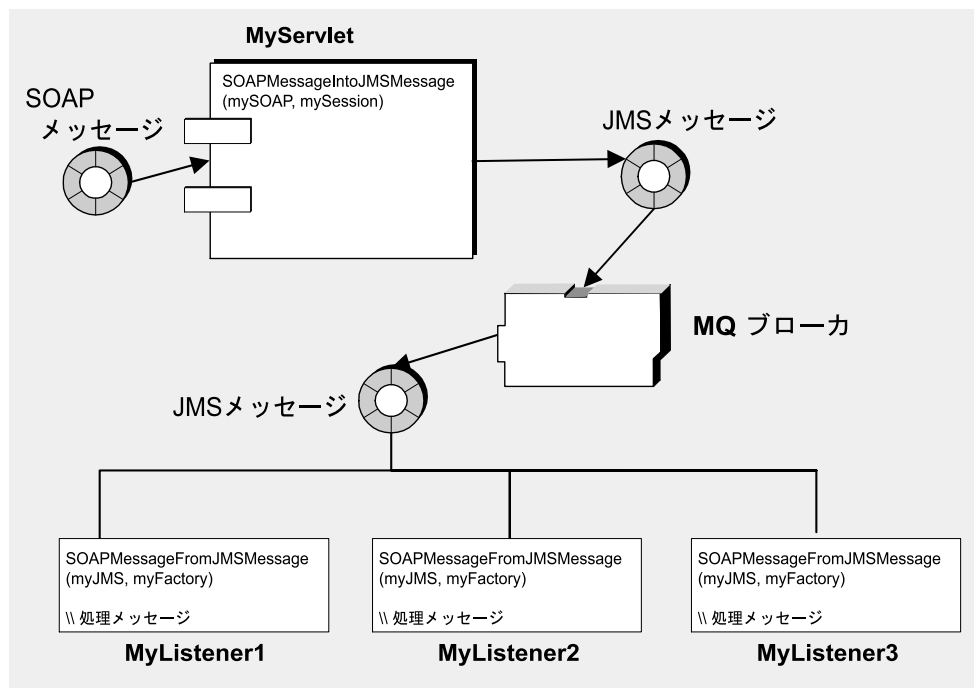 MyServlet
SOAPMessageIntoJMSMessage
(mySOAP, mySession)
SOAP
メッセージ
JMSメッセージ
MQ ブローカ
JMSメッセージ
SOAPMessageFromJMSMessage
(myJMS, myFactory)
\\ 処理メッセージ
MyListener1
SOAPMessageFromJMSMessage
(myJMS, myFactory)
\\ 処理メッセージ
MyListener2
SOAPMessageFromJMSMessage
(myJMS, myFactory)
\\ 処理メッセージ
MyListener3